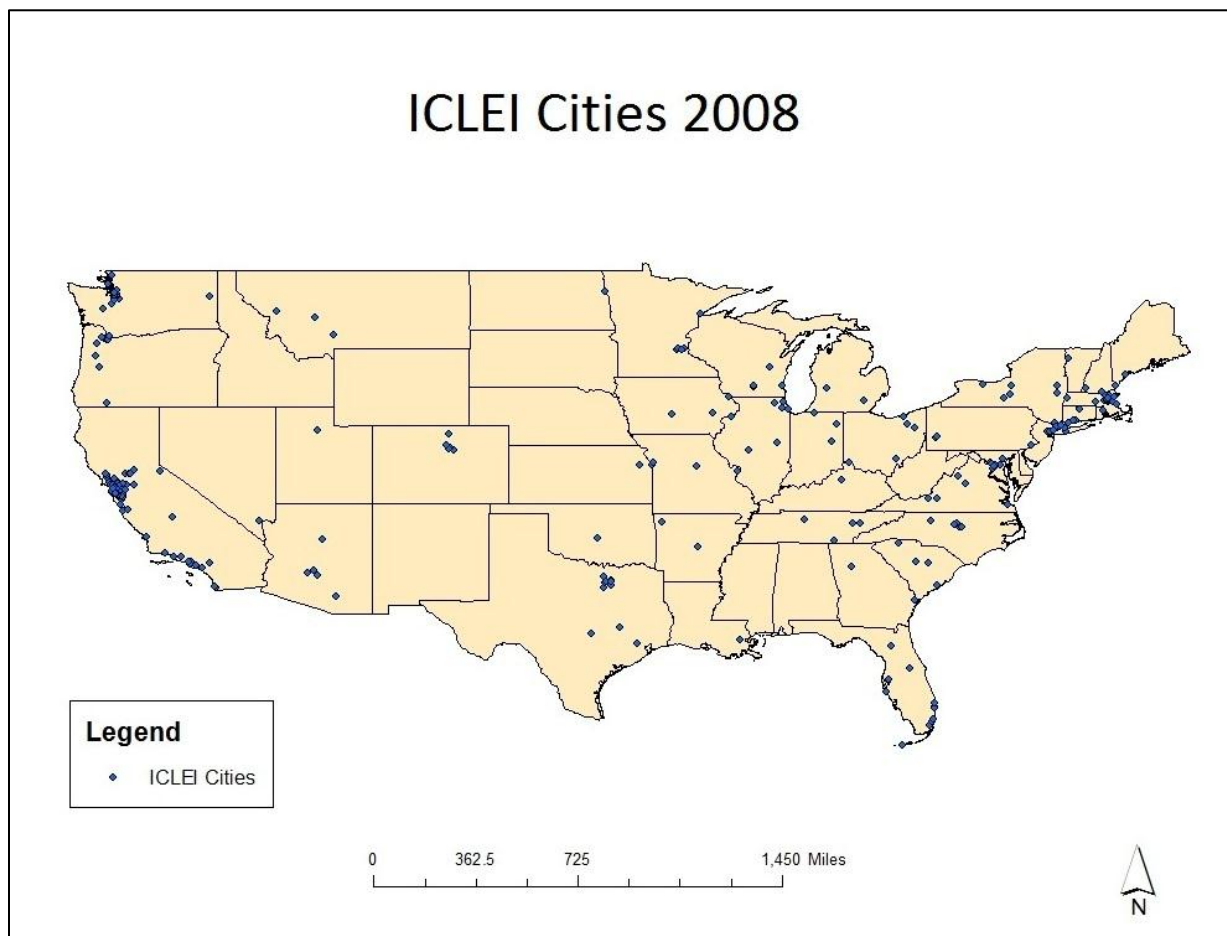 ICLEI Cities 2008
Legend
ICLEI Cities
0 362.5 725 1,450 Miles
N